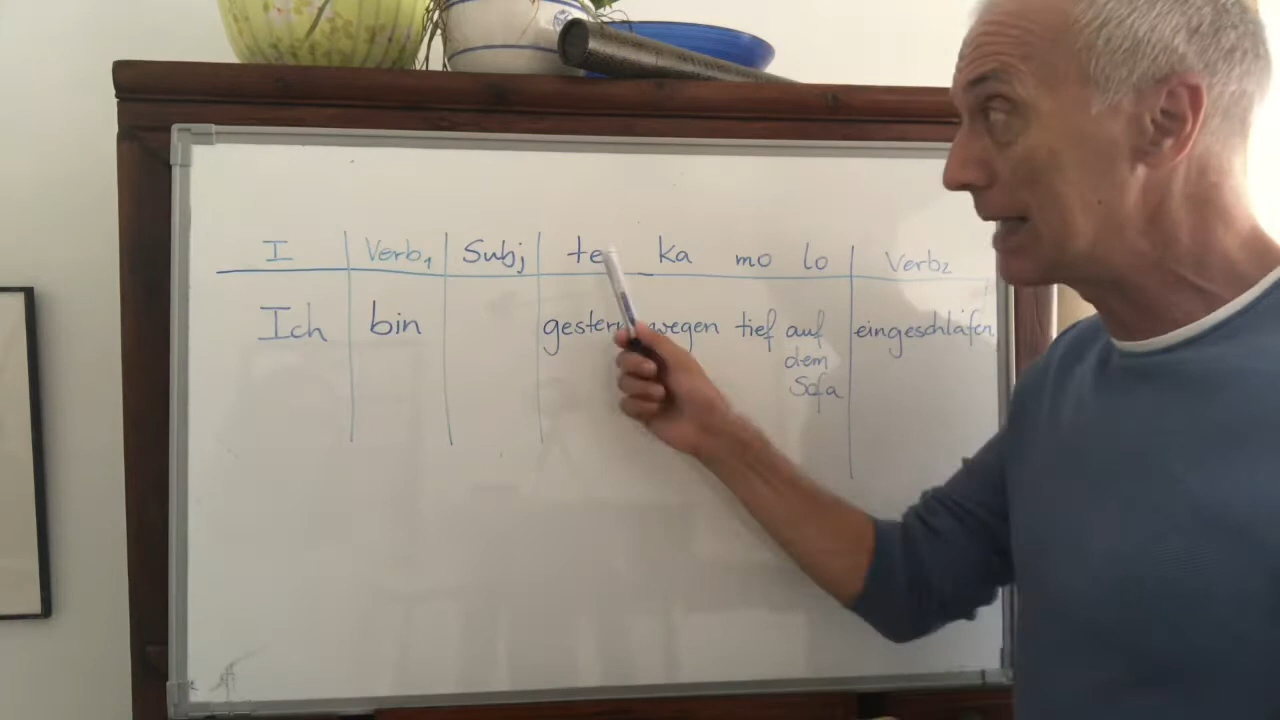 I Verb1 Subj te ka mo lo Verb2
Ich bin gestern wegen tief auf eingeschlafen
dem
Sofa